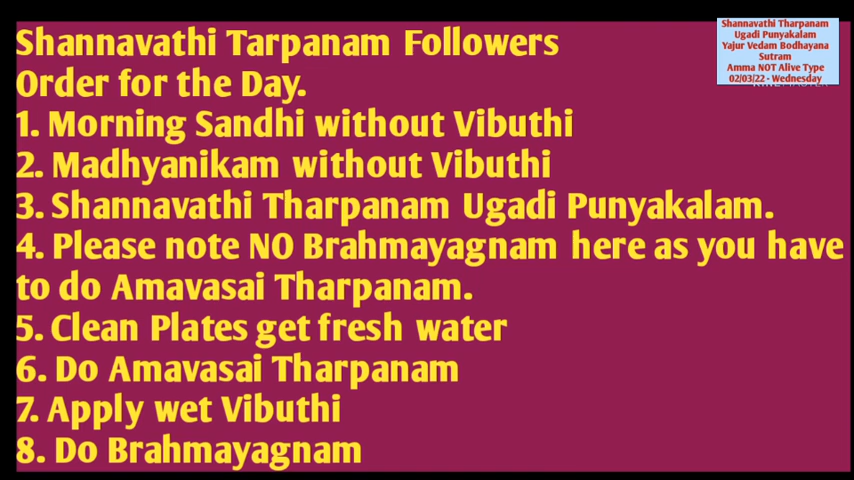 Shannavathi Tarpanam Followers
Order for the Day.
1. Morning Sandhi without Vibuthi
2. Madhyanikam without Vibuthi
3. Shannavathi Tharpanam Ugadi Punyakalam.
4. Please note NO Brahmayagnam here as you have
to do Amavasai Tharpanam.
5. Clean Plates get fresh water
6. Do Amavasai Tharpanam
7. Apply wet Vibuthi
8. Do Brahmayagnam
Shannavathi Tharpanam
Ugadi Punyakalam
Yajur Vedam Bodhayana
Sutram
Amma NOT Alive Type
02/03/22 - Wednesday